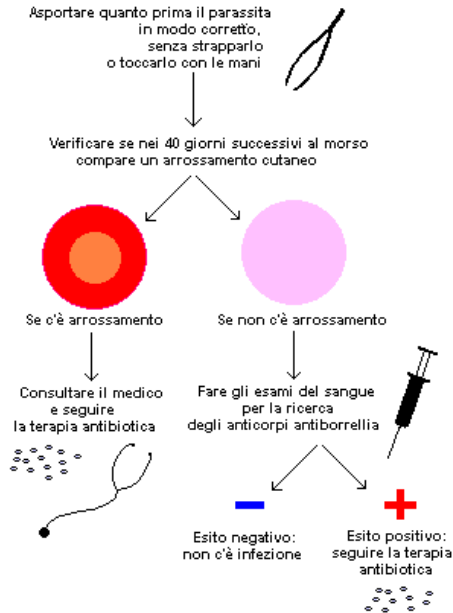 Asportare quanto prima il parassita
in modo corretto,
senza strapparlo
o toccarlo con le mani
Verificare se nei 40 giorni successivi al morso
compare un arrossamento cutaneo
Se c'è arrossamento
Se non c'è arrossamento
Consultare il medico
e seguire
la terapia antibiotica
Fare gli esami del sangue
per la ricerca
degli anticorpi antiborrellia
Esito negativo:
non c'è infezione
Esito positivo:
seguire la terapia
antibiotica